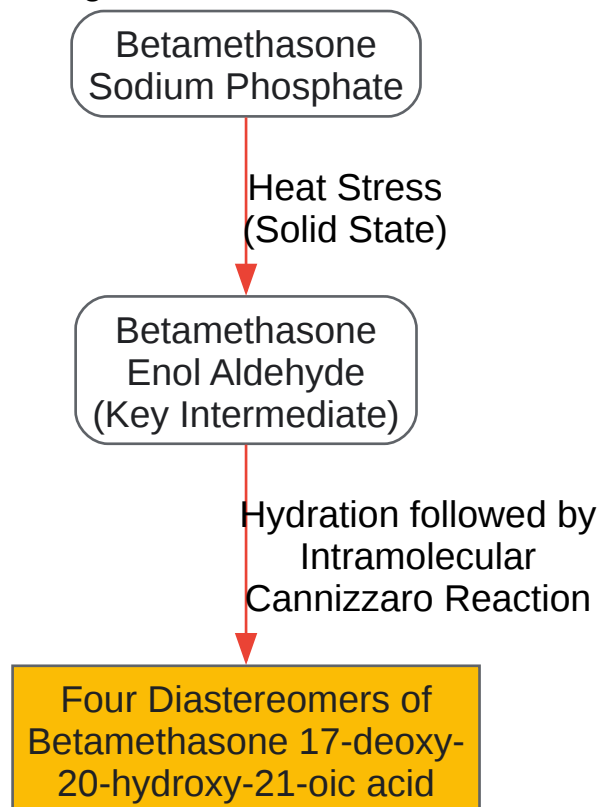 Betamethasone
Sodium Phosphate
Heat Stress
(Solid State)
Betamethasone
Enol Aldehyde
(Key Intermediate)
Hydration followed by
Intramolecular
Cannizzaro Reaction
Four Diastereomers of
Betamethasone 17-deoxy-
20-hydroxy-21-oic acid